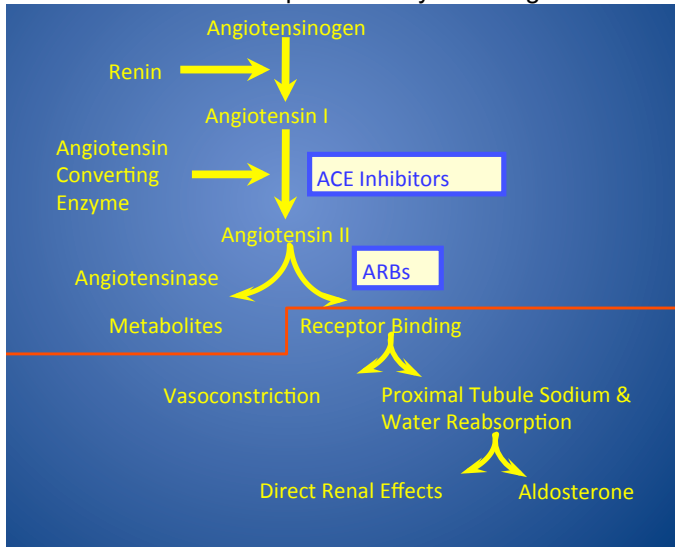 Angiotensinogen
Renin
Angiotensin I
Angiotensin
Converting
Enzyme
ACE Inhibitors
Angiotensin II
Angiotensinase
ARBs
Metabolites
Receptor Binding
Vasoconstriction
Proximal Tubule Sodium &
Water Reabsorption
Direct Renal Effects
Aldosterone